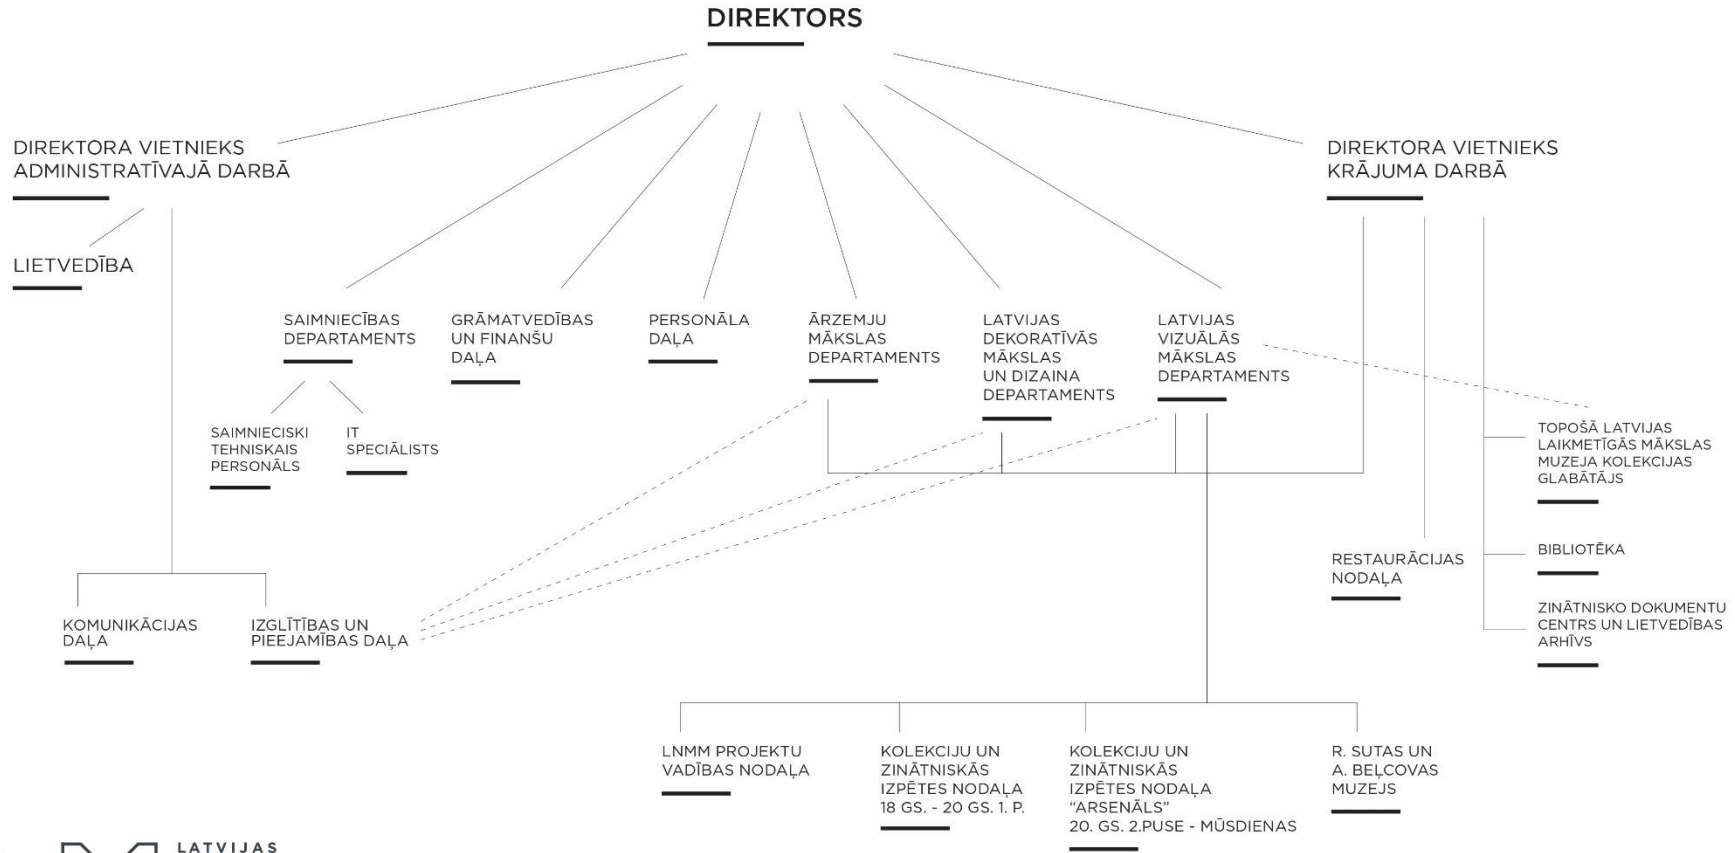 DIREKTORS
DIREKTORA VIETNIEKS
ADMINISTRATĪVAJĀ DARBĀ
DIREKTORA VIETNIEKS
KRĀJUMA DARBĀ
LIETVEDĪBA
SAIMNIECĪBAS
DEPARTAMENTS
GRĀMATVEDĪBAS
UN FINANŠU
DAĻA
PERSONĀLA
DAĻA
ĀRZEMJU
MĀKSLAS
DEPARTAMENTS
LATVIJAS
DEKORATĪVĀS
MĀKSLAS
UN DIZAINA
DEPARTAMENTS
LATVIJAS
VIZUĀLĀS
MĀKSLAS
DEPARTAMENTS
SAIMNIECISKI
TEHNISKAIS
PERSONĀLS
IT
SPECIĀLISTS
TOPOŠĀ LATVIJAS
LAIKMETĪGĀS MĀKSLAS
MUZEJA KOLEKCIJAS
GLABĀTĀJS
BIBLIOTĒKA
RESTAURĀCIJAS
NODAĻA
ZINĀTNISKO DOKUMENTU
CENTRS UN LIETVEDĪBAS
ARHĪVS
KOMUNIKĀCIJAS
DAĻA
IZGLĪTĪBAS UN
PIEEJAMĪBAS DAĻA
LNMM PROJEKTU
VADĪBAS NODAĻA
KOLEKCIJU UN
ZINĀTNISKĀS
IZPĒTES NODAĻA
18 GS. - 20 GS. 1. P.
KOLEKCIJU UN
ZINĀTNISKĀS
IZPĒTES NODAĻA
“ARSENĀLS”
20. GS. 2.PUSE - MŪSDIENAS
R. SUTAS UN
A. BEĻCOVAS
MUZEJS
LATVIJAS